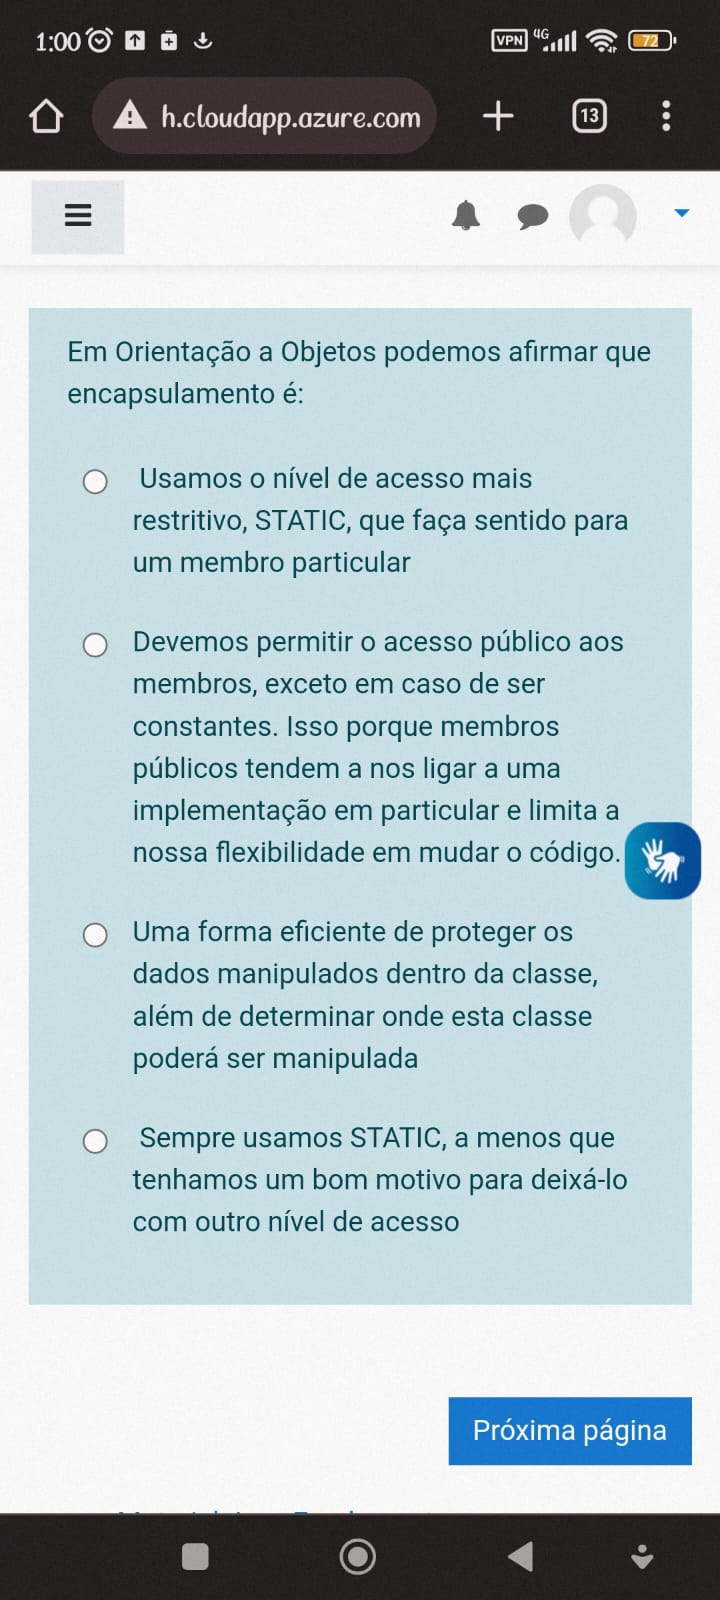 1:00
VPN 4G 72
h.cloudapp.azure.com
13
Em Orientação a Objetos podemos afirmar que
encapsulamento é:
Usamos o nível de acesso mais
restritivo, STATIC, que faça sentido para
um membro particular
Devemos permitir o acesso público aos
membros, exceto em caso de ser
constantes. Isso porque membros
públicos tendem a nos ligar a uma
implementação em particular e limita a
nossa flexibilidade em mudar o código.
Uma forma eficiente de proteger os
dados manipulados dentro da classe,
além de determinar onde esta classe
poderá ser manipulada
Sempre usamos STATIC, a menos que
tenhamos um bom motivo para deixá-lo
com outro nível de acesso
Próxima página